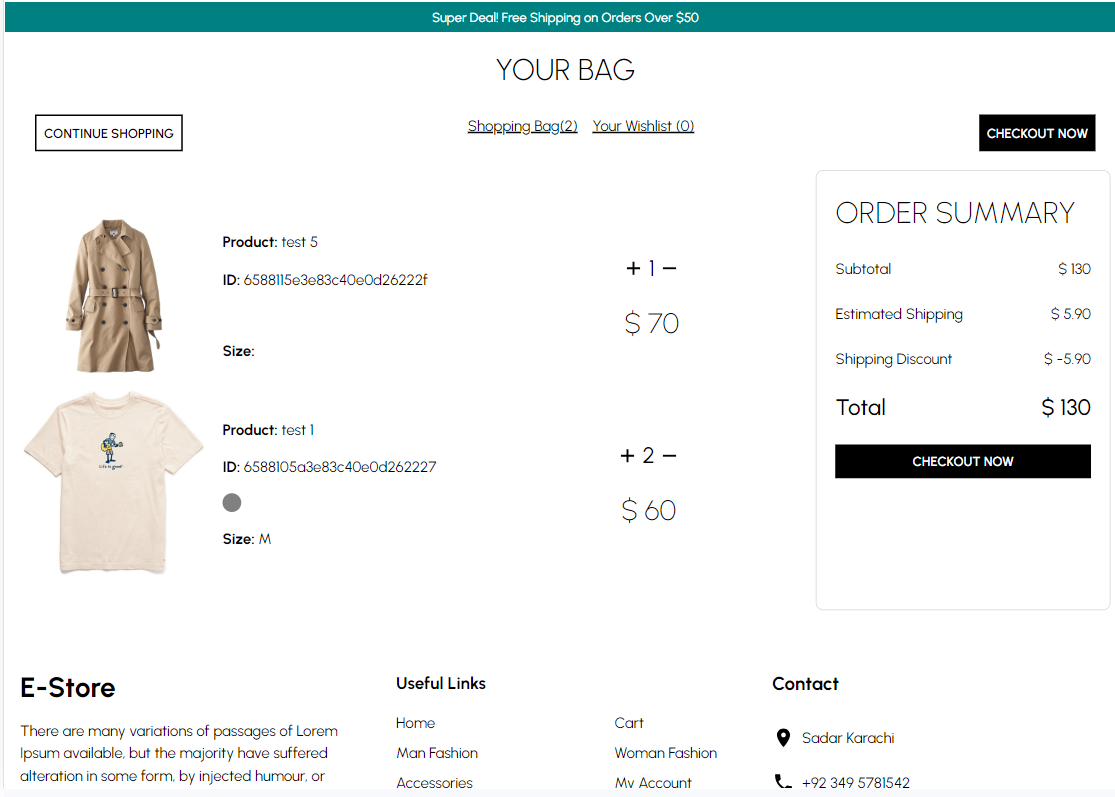 Super Deal! Free Shipping on Orders Over $50
YOUR BAG
CONTINUE SHOPPING
Shopping Bag(2) Your Wishlist (0)
CHECKOUT NOW
Product: test 5
ID: 6588115e3e83c40e0d26222f
Size:
+ 1 −
$ 70
Life is good
Product: test 1
ID: 6588105a3e83c40e0d262227
Size: M
+ 2 −
$ 60
ORDER SUMMARY
Subtotal $ 130
Estimated Shipping $ 5.90
Shipping Discount $ -5.90
Total $ 130
CHECKOUT NOW
E-Store
There are many variations of passages of Lorem
Ipsum available, but the majority have suffered
alteration in some form, by injected humour, or
Useful Links
Home Cart
Man Fashion Woman Fashion
Accessories My Account
Contact
Sadar Karachi
+92 349 5781542